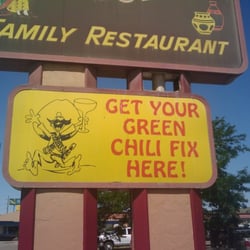 FAMILY RESTAURANT
GET YOUR
GREEN
CHILI FIX
HERE!